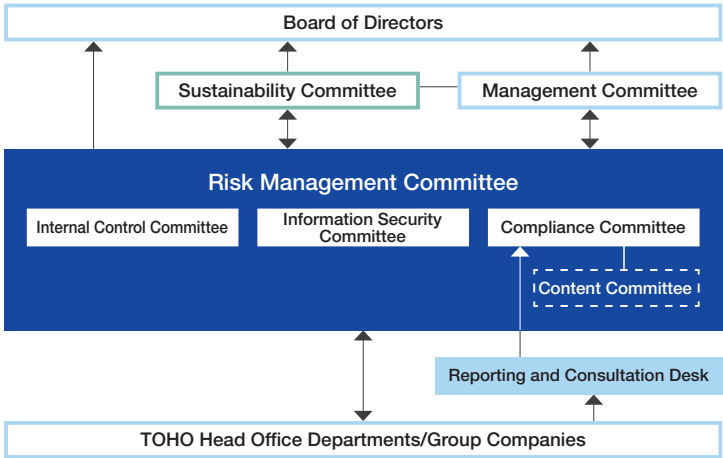 Board of Directors
Sustainability Committee
Management Committee
Risk Management Committee
Internal Control Committee
Information Security
Committee
Compliance Committee
Content Committee
Reporting and Consultation Desk
TOHO Head Office Departments/Group Companies